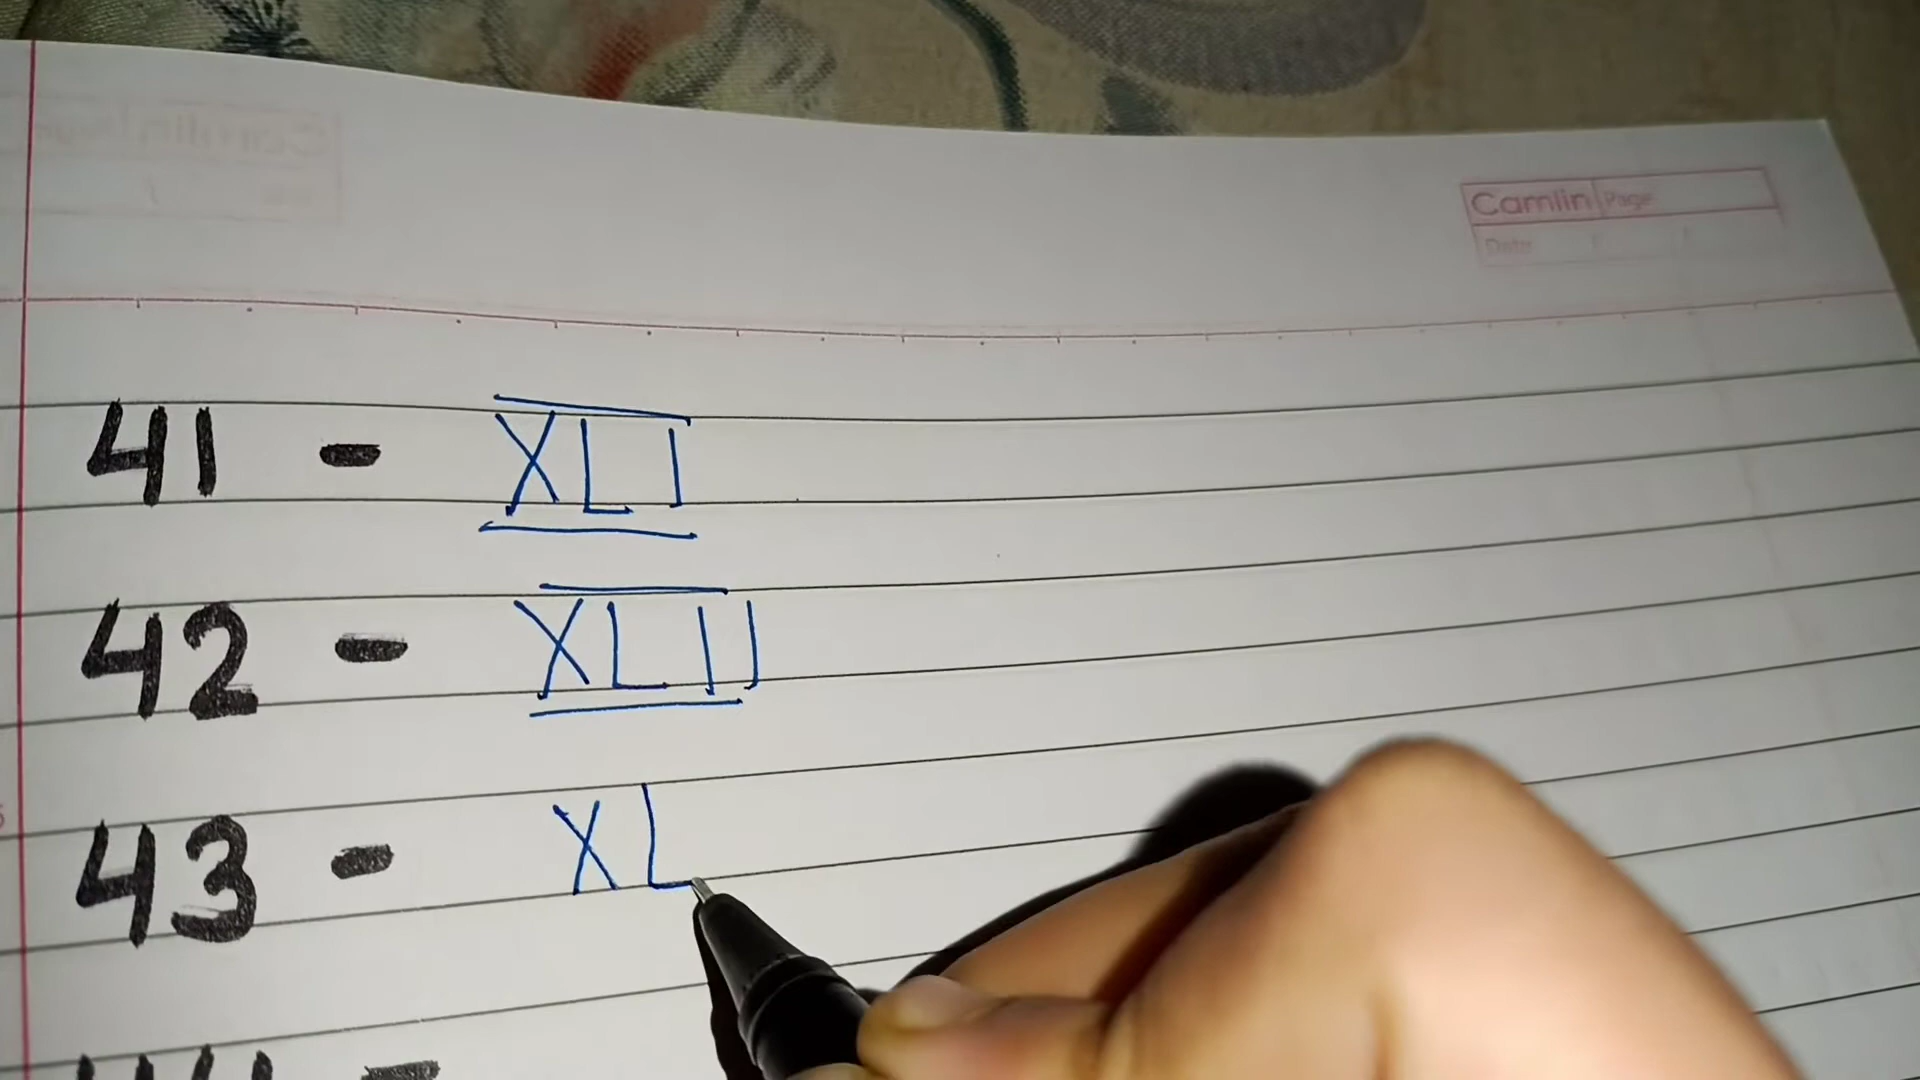 Camlin Page
Date
41 - XLI
42 - XLII
43 - XL